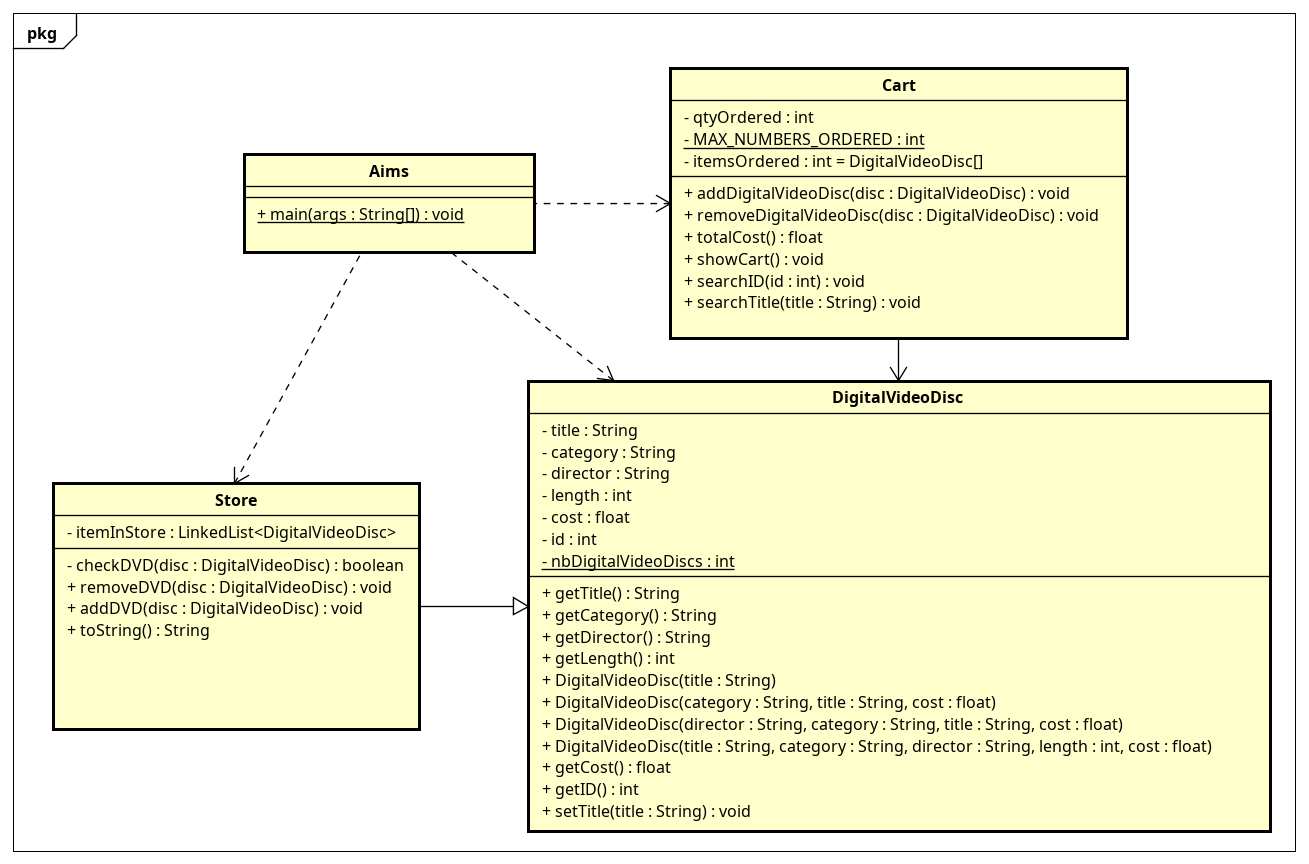 pkg
Cart
- qtyOrdered : int
- MAX_NUMBERS_ORDERED : int
- itemsOrdered : int = DigitalVideoDisc[]
+ addDigitalVideoDisc(disc : DigitalVideoDisc) : void
+ removeDigitalVideoDisc(disc : DigitalVideoDisc) : void
+ totalCost() : float
+ showCart() : void
+ searchID(id : int) : void
+ searchTitle(title : String) : void
Aims
+ main(args : String[]) : void
DigitalVideoDisc
- title : String
- category : String
- director : String
- length : int
- cost : float
- id : int
- nbDigitalVideoDiscs : int
+ getTitle() : String
+ getCategory() : String
+ getDirector() : String
+ getLength() : int
+ DigitalVideoDisc(title : String)
+ DigitalVideoDisc(category : String, title : String, cost : float)
+ DigitalVideoDisc(director : String, category : String, title : String, cost : float)
+ DigitalVideoDisc(title : String, category : String, director : String, length : int, cost : float)
+ getCost() : float
+ getID() : int
+ setTitle(title : String) : void
Store
- itemInStore : LinkedList<DigitalVideoDisc>
- checkDVD(disc : DigitalVideoDisc) : boolean
+ removeDVD(disc : DigitalVideoDisc) : void
+ addDVD(disc : DigitalVideoDisc) : void
+ toString() : String